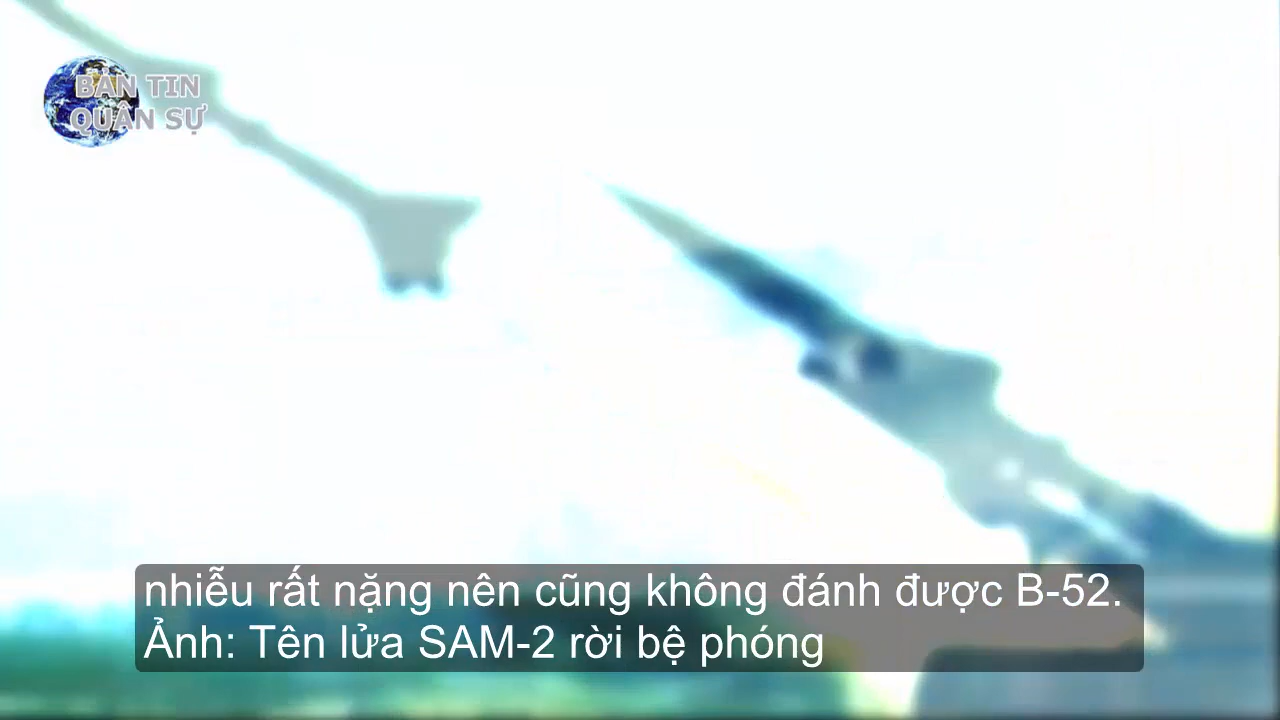 BẢN TIN
QUÂN SỰ
nhiễu rất nặng nên cũng không đánh được B-52.
Ảnh: Tên lửa SAM-2 rời bệ phóng